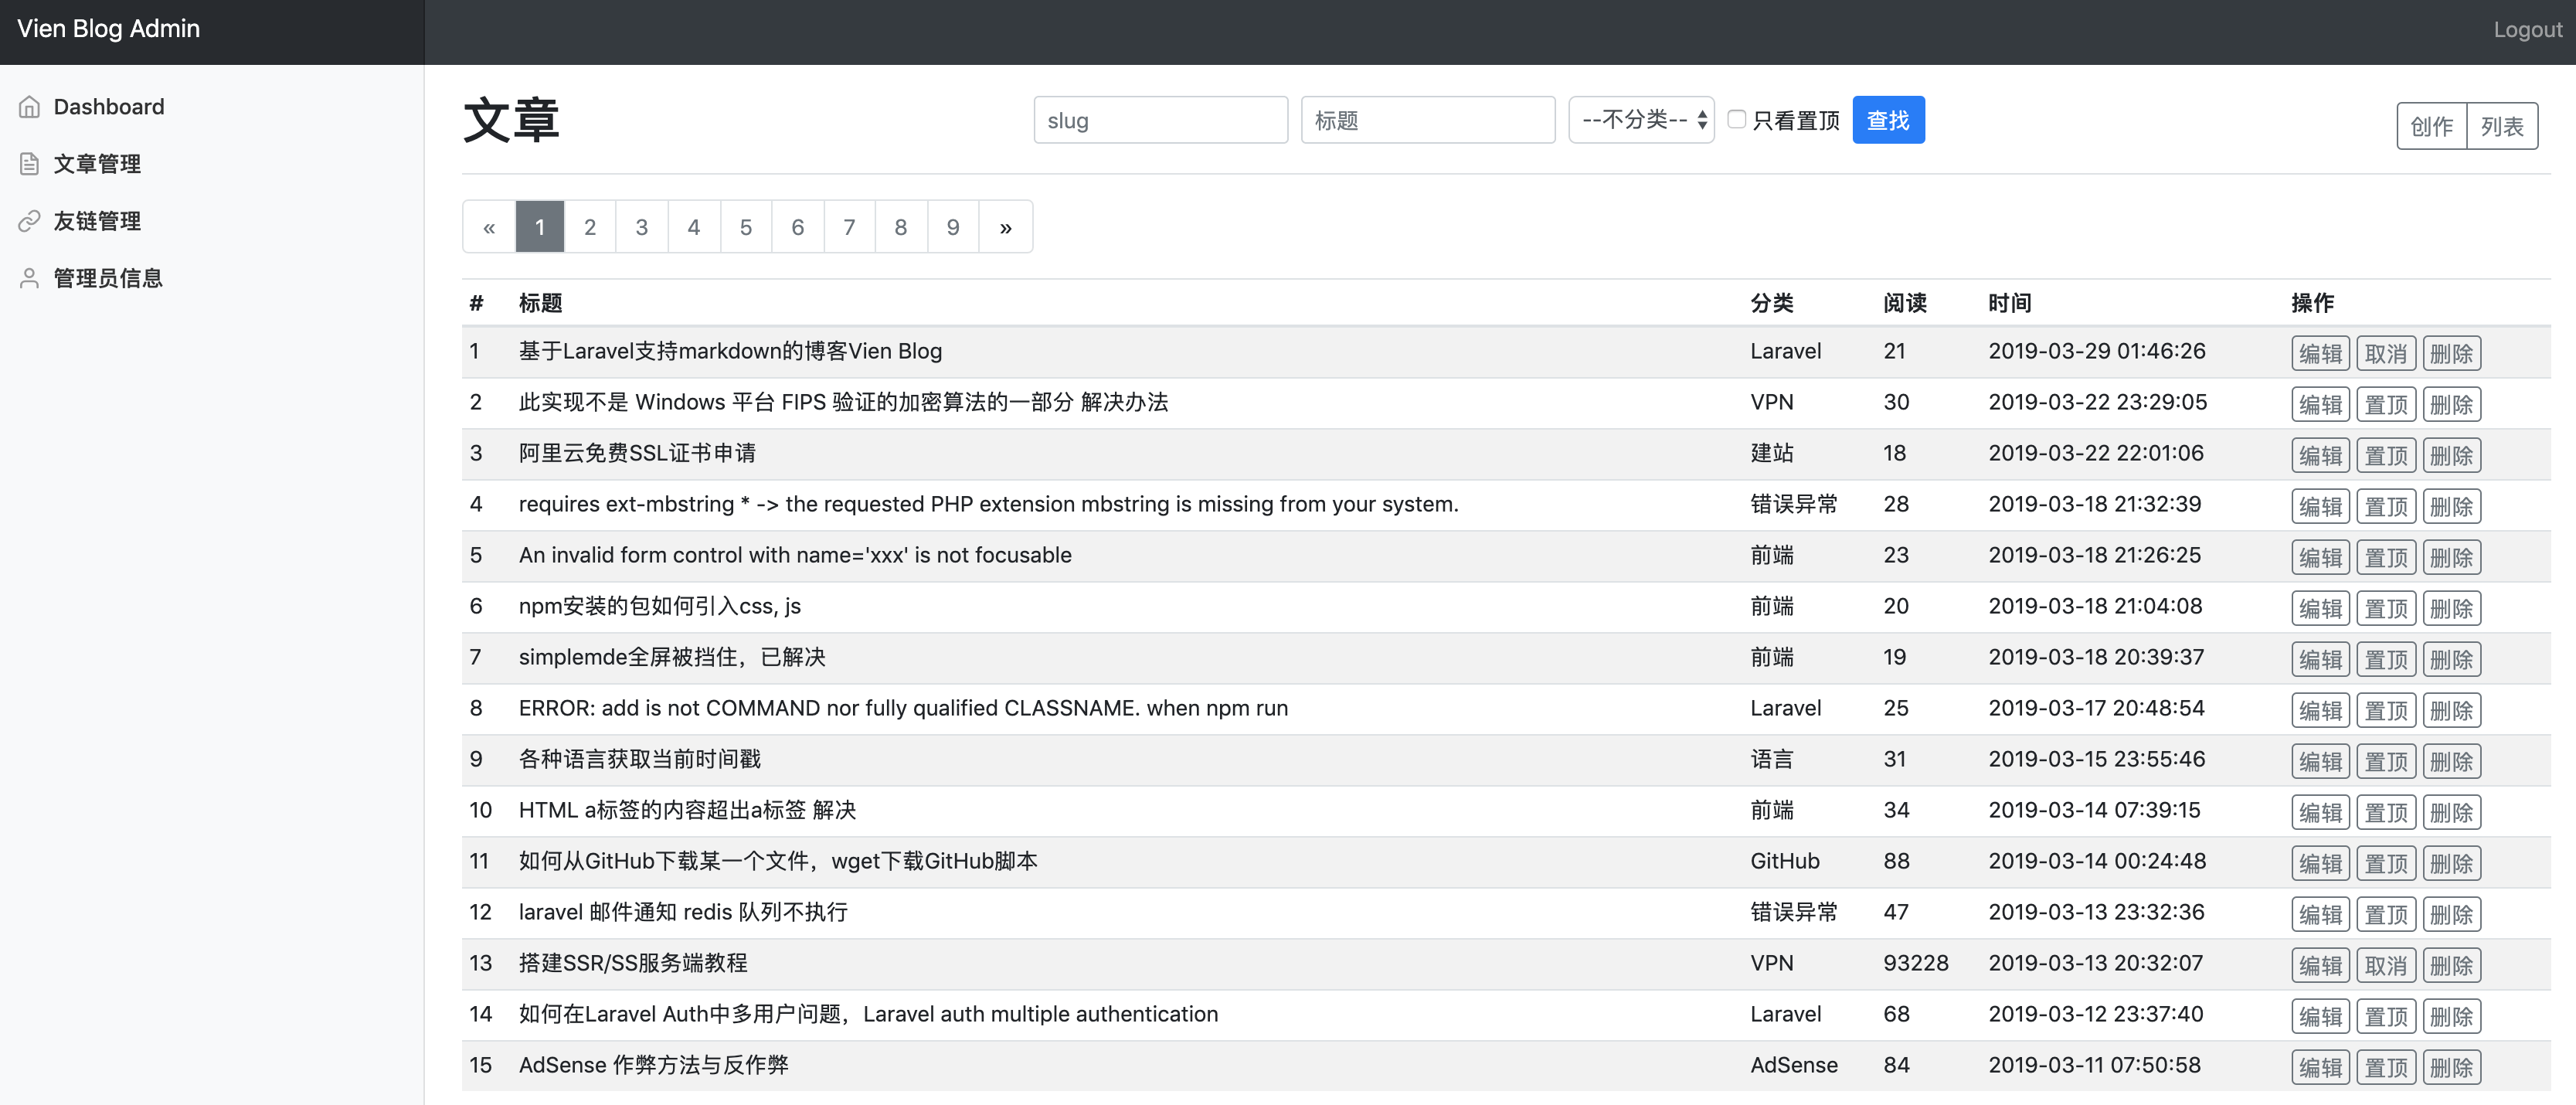 Vien Blog Admin
Logout
Dashboard
文章管理
友链管理
管理员信息
文章
slug
标题
--不分类--
只看置顶
查找
创作 列表
« 1 2 3 4 5 6 7 8 9 »
# 标题 分类 阅读 时间 操作
1 基于Laravel支持markdown的博客Vien Blog Laravel 21 2019-03-29 01:46:26 编辑 取消 删除
2 此实现不是 Windows 平台 FIPS 验证的加密算法的一部分 解决办法 VPN 30 2019-03-22 23:29:05 编辑 置顶 删除
3 阿里云免费SSL证书申请 建站 18 2019-03-22 22:01:06 编辑 置顶 删除
4 requires ext-mbstring * -> the requested PHP extension mbstring is missing from your system. 错误异常 28 2019-03-18 21:32:39 编辑 置顶 删除
5 An invalid form control with name='xxx' is not focusable 前端 23 2019-03-18 21:26:25 编辑 置顶 删除
6 npm安装的包如何引入css, js 前端 20 2019-03-18 21:04:08 编辑 置顶 删除
7 simplemde全屏被挡住，已解决 前端 19 2019-03-18 20:39:37 编辑 置顶 删除
8 ERROR: add is not COMMAND nor fully qualified CLASSNAME. when npm run Laravel 25 2019-03-17 20:48:54 编辑 置顶 删除
9 各种语言获取当前时间戳 语言 31 2019-03-15 23:55:46 编辑 置顶 删除
10 HTML a标签的内容超出a标签 解决 前端 34 2019-03-14 07:39:15 编辑 置顶 删除
11 如何从GitHub下载某一个文件，wget下载GitHub脚本 GitHub 88 2019-03-14 00:24:48 编辑 置顶 删除
12 laravel 邮件通知 redis 队列不执行 错误异常 47 2019-03-13 23:32:36 编辑 置顶 删除
13 搭建SSR/SS服务端教程 VPN 93228 2019-03-13 20:32:07 编辑 取消 删除
14 如何在Laravel Auth中多用户问题，Laravel auth multiple authentication Laravel 68 2019-03-12 23:37:40 编辑 置顶 删除
15 AdSense 作弊方法与反作弊 AdSense 84 2019-03-11 07:50:58 编辑 置顶 删除